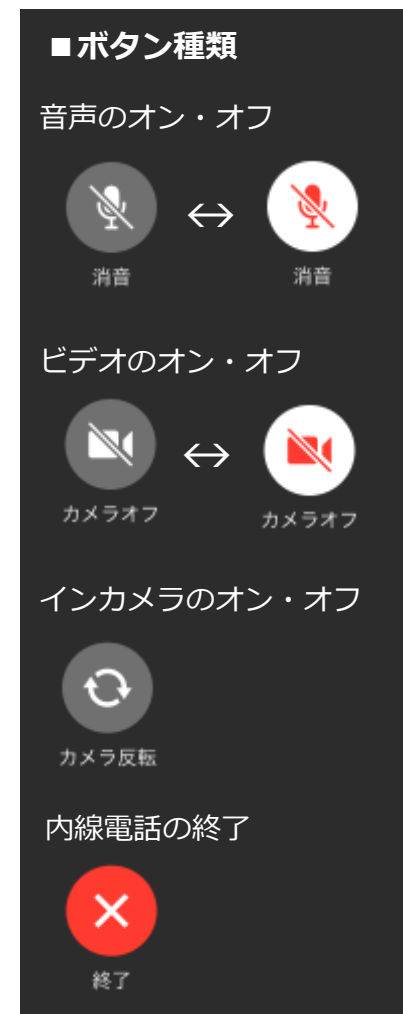 ■ボタン種類
音声のオン・オフ
消音
消音
ビデオのオン・オフ
カメラオフ
カメラオフ
インカメラのオン・オフ
カメラ反転
内線電話の終了
終了